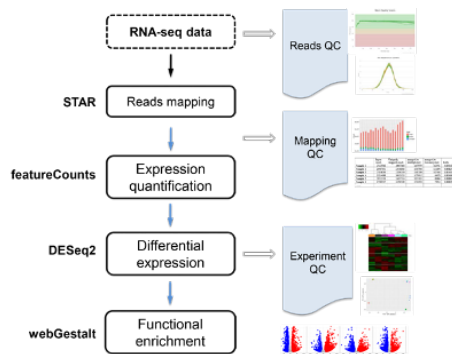 RNA-seq data
Reads QC
STAR
Reads mapping
Mapping
QC
featureCounts
Expression
quantification
DESeq2
Differential
expression
Experiment
QC
webGestalt
Functional
enrichment